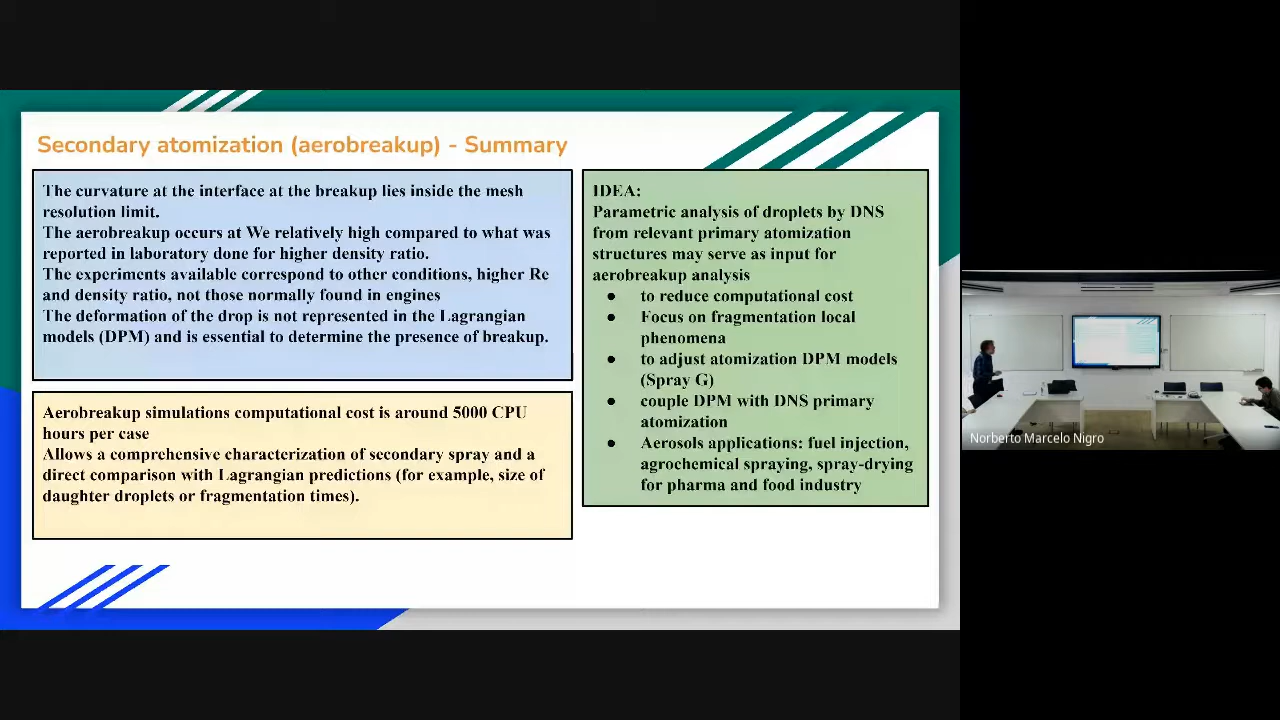 Secondary atomization (aerobreakup) - Summary
The curvature at the interface at the breakup lies inside the mesh
resolution limit.
The aerobreakup occurs at We relatively high compared to what was
reported in laboratory done for higher density ratio.
The experiments available correspond to other conditions, higher Re
and density ratio, not those normally found in engines
The deformation of the drop is not represented in the Lagrangian
models (DPM) and is essential to determine the presence of breakup.
Aerobreakup simulations computational cost is around 5000 CPU
hours per case
Allows a comprehensive characterization of secondary spray and a
direct comparison with Lagrangian predictions (for example, size of
daughter droplets or fragmentation times).
IDEA:
Parametric analysis of droplets by DNS
from relevant primary atomization
structures may serve as input for
aerobreakup analysis
● to reduce computational cost
● Focus on fragmentation local
phenomena
● to adjust atomization DPM models
(Spray G)
● couple DPM with DNS primary
atomization
● Aerosols applications: fuel injection,
agrochemical spraying, spray-drying
for pharma and food industry
Norberto Marcelo Nigro